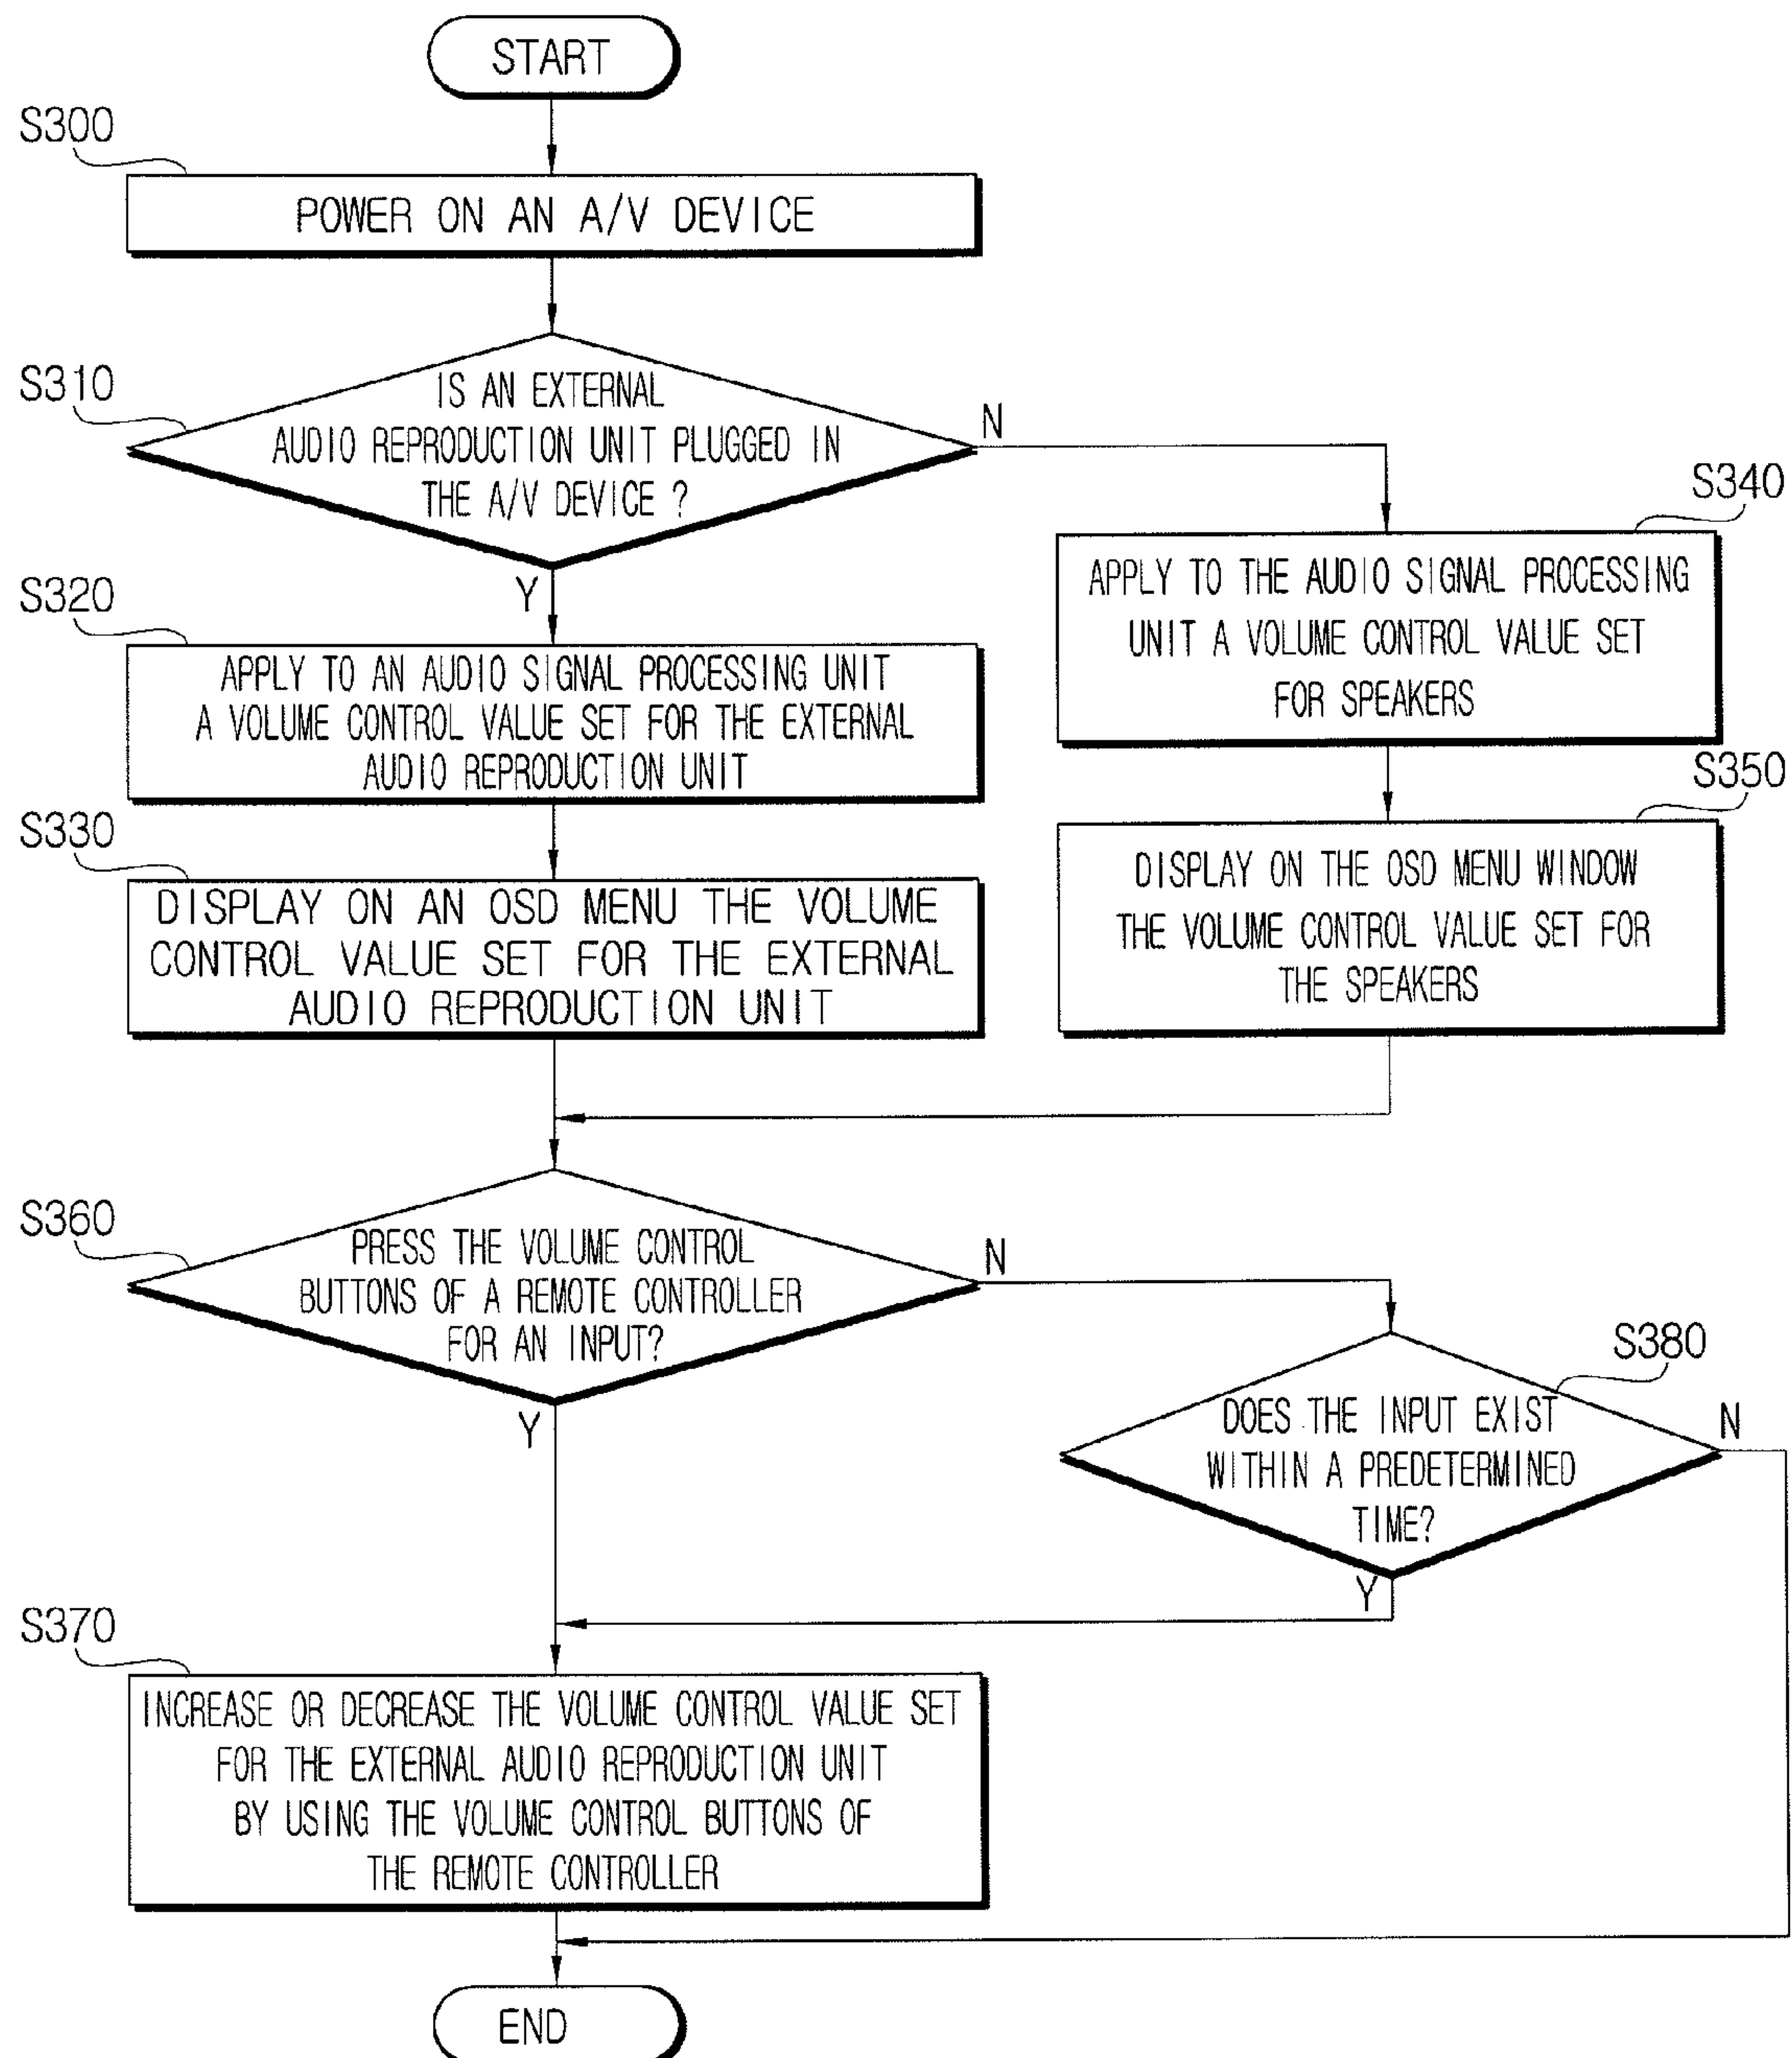 START
S300
POWER ON AN A/V DEVICE
S310
IS AN EXTERNAL
AUDIO REPRODUCTION UNIT PLUGGED IN
THE A/V DEVICE ?
N
Y
S320
APPLY TO AN AUDIO SIGNAL PROCESSING UNIT
A VOLUME CONTROL VALUE SET FOR THE EXTERNAL
AUDIO REPRODUCTION UNIT
S330
DISPLAY ON AN OSD MENU THE VOLUME
CONTROL VALUE SET FOR THE EXTERNAL
AUDIO REPRODUCTION UNIT
S340
APPLY TO THE AUDIO SIGNAL PROCESSING
UNIT A VOLUME CONTROL VALUE SET
FOR SPEAKERS
S350
DISPLAY ON THE OSD MENU WINDOW
THE VOLUME CONTROL VALUE SET FOR
THE SPEAKERS
S360
PRESS THE VOLUME CONTROL
BUTTONS OF A REMOTE CONTROLLER
FOR AN INPUT?
N
Y
S380
DOES THE INPUT EXIST
WITHIN A PREDETERMINED
TIME?
N
Y
S370
INCREASE OR DECREASE THE VOLUME CONTROL VALUE SET
FOR THE EXTERNAL AUDIO REPRODUCTION UNIT
BY USING THE VOLUME CONTROL BUTTONS OF
THE REMOTE CONTROLLER
END